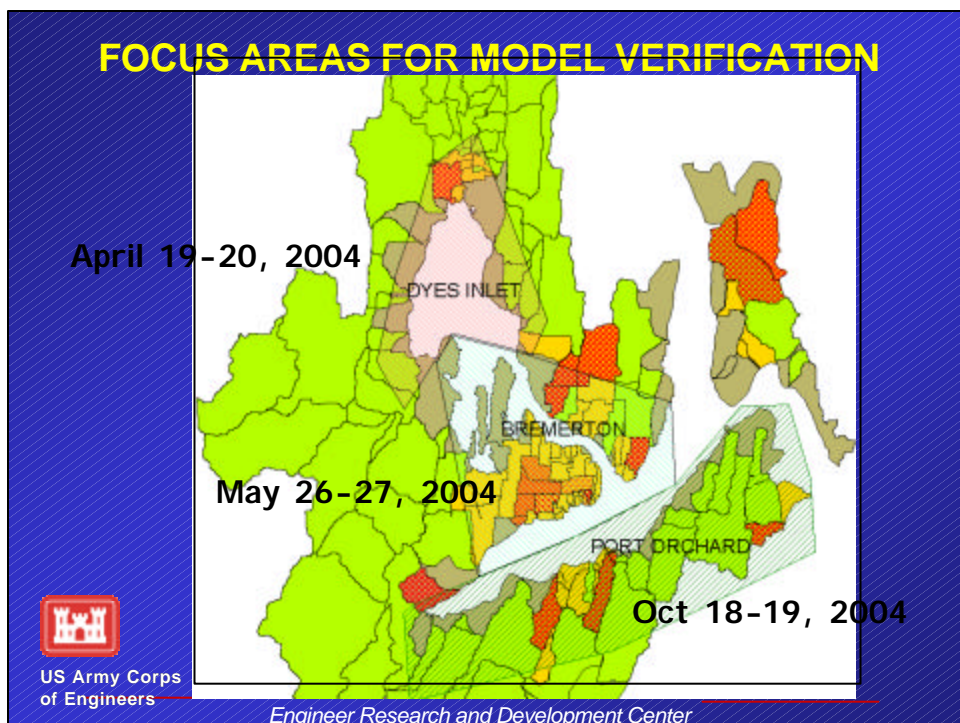 FOCUS AREAS FOR MODEL VERIFICATION
April 19-20, 2004
DYES INLET
BREMERTON
May 26-27, 2004
PORT ORCHARD
Oct 18-19, 2004
US Army Corps
of Engineers
Engineer Research and Development Center